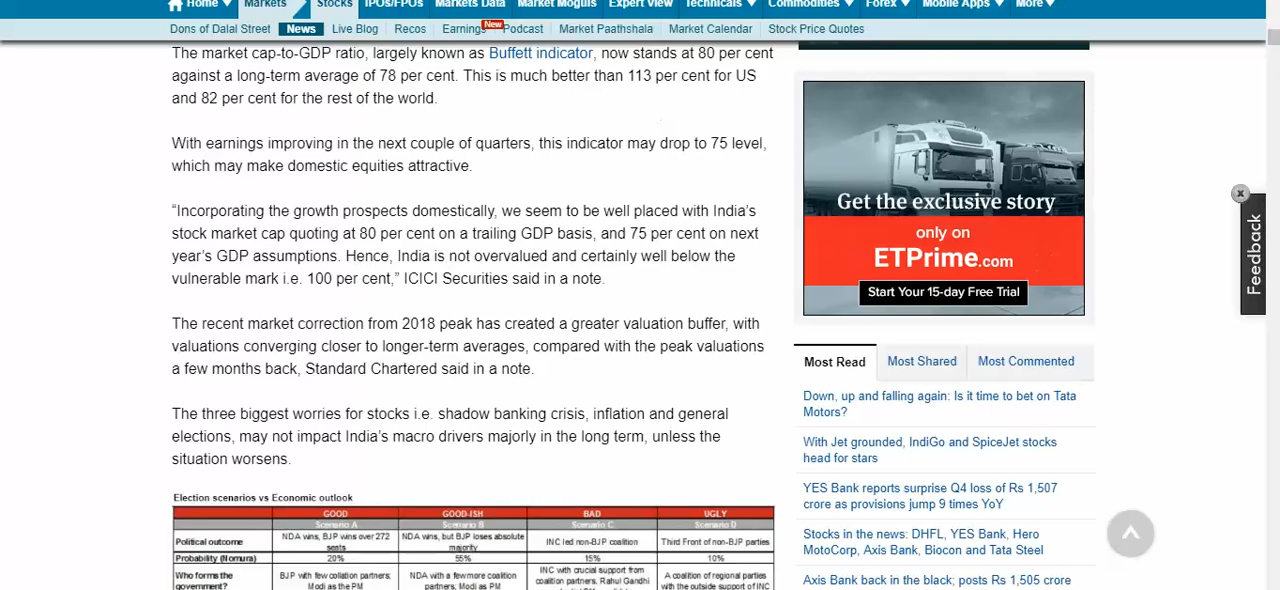 Home Markets Stocks IPOs/FPOs Markets Data Market Moguls Expert View Technicals Commodities Forex Mobile Apps More
Dons of Dalal Street News Live Blog Recos Earnings New Podcast Market Paathshala Market Calendar Stock Price Quotes
The market cap-to-GDP ratio, largely known as Buffett indicator, now stands at 80 per cent
against a long-term average of 78 per cent. This is much better than 113 per cent for US
and 82 per cent for the rest of the world.
With earnings improving in the next couple of quarters, this indicator may drop to 75 level,
which may make domestic equities attractive.
“Incorporating the growth prospects domestically, we seem to be well placed with India’s
stock market cap quoting at 80 per cent on a trailing GDP basis, and 75 per cent on next
year’s GDP assumptions. Hence, India is not overvalued and certainly well below the
vulnerable mark i.e. 100 per cent,” ICICI Securities said in a note.
The recent market correction from 2018 peak has created a greater valuation buffer, with
valuations converging closer to longer-term averages, compared with the peak valuations
a few months back, Standard Chartered said in a note.
The three biggest worries for stocks i.e. shadow banking crisis, inflation and general
elections, may not impact India’s macro drivers majorly in the long term, unless the
situation worsens.
Election scenarios vs Economic outlook
GOOD GOOD-ISH BAD UGLY
Scenario A Scenario B Scenario C Scenario D
Political outcome NDA wins, BJP wins over 272 seats NDA wins, but BJP loses absolute majority INC led non-BJP coalition Third Front of non-BJP parties
Probability (Nomura) 20% 55% 15% 10%
Who forms the government? BJP with few collation partners; Modi as the PM NDA with a few more coalition partners; Modi as PM INC with crucial support from coalition partners. Rahul Gandhi A coalition of regional parties with the outside support of INC
Get the exclusive story
only on
ETPrime.com
Start Your 15-day Free Trial
Feedback
Most Read Most Shared Most Commented
Down, up and falling again: Is it time to bet on Tata
Motors?
With Jet grounded, IndiGo and SpiceJet stocks
head for stars
YES Bank reports surprise Q4 loss of Rs 1,507
crore as provisions jump 9 times YoY
Stocks in the news: DHFL, YES Bank, Hero
MotoCorp, Axis Bank, Biocon and Tata Steel
Axis Bank back in the black; posts Rs 1,505 crore